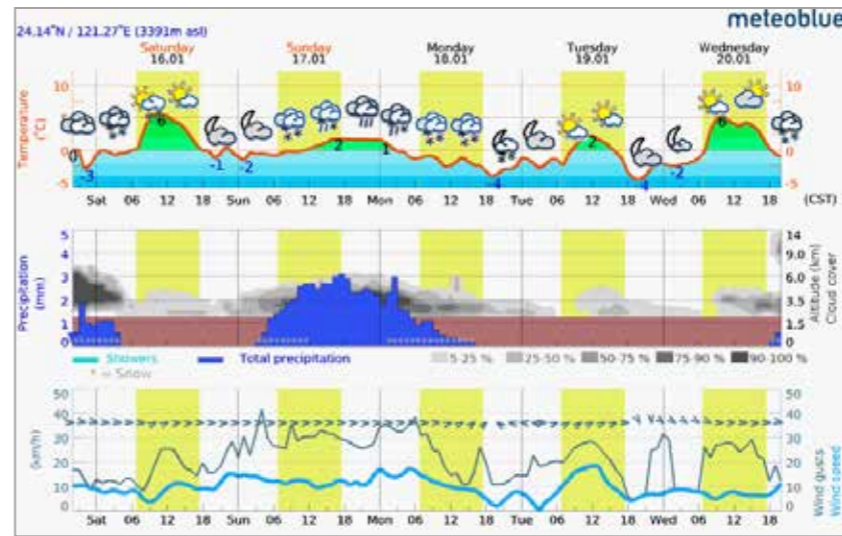 meteoblue
24.14°N / 121.27°E (3391m asl)
Saturday Sunday Monday Tuesday Wednesday
16.01 17.01 18.01 19.01 20.01
Temperature
(°C)
10 10
5 5
0 0
-5 -5
0 -3 6 -1 -2 2 1 -4 2 -4 -2 6
Sat 06 12 18 Sun 06 12 18 Mon 06 12 18 Tue 06 12 18 Wed 06 12 18 (CST)
Precipitation
(mm)
5 14
4 9.0
3 6.0
2 3.5
1 1.5
0 0
Altitude (km)
Cloud cover
Showers Total precipitation 5-25 % 25-50 % 50-75 % 75-90 % 90-100 %
* = Snow
(km/h)
50 50
40 40
30 30
20 20
10 10
0 0
Wind gusts
Wind speed
Sat 06 12 18 Sun 06 12 18 Mon 06 12 18 Tue 06 12 18 Wed 06 12 18